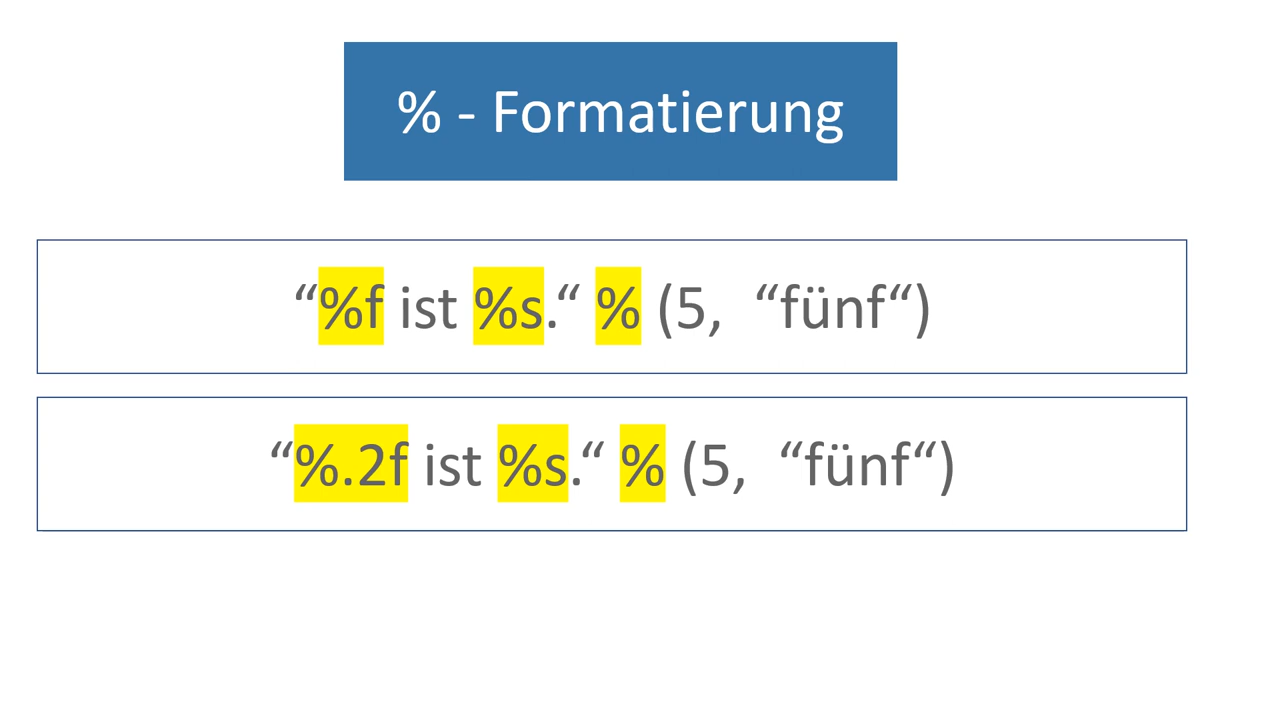 % - Formatierung
“%f ist %s.“ % (5, “fünf“)
“%.2f ist %s.“ % (5, “fünf“)